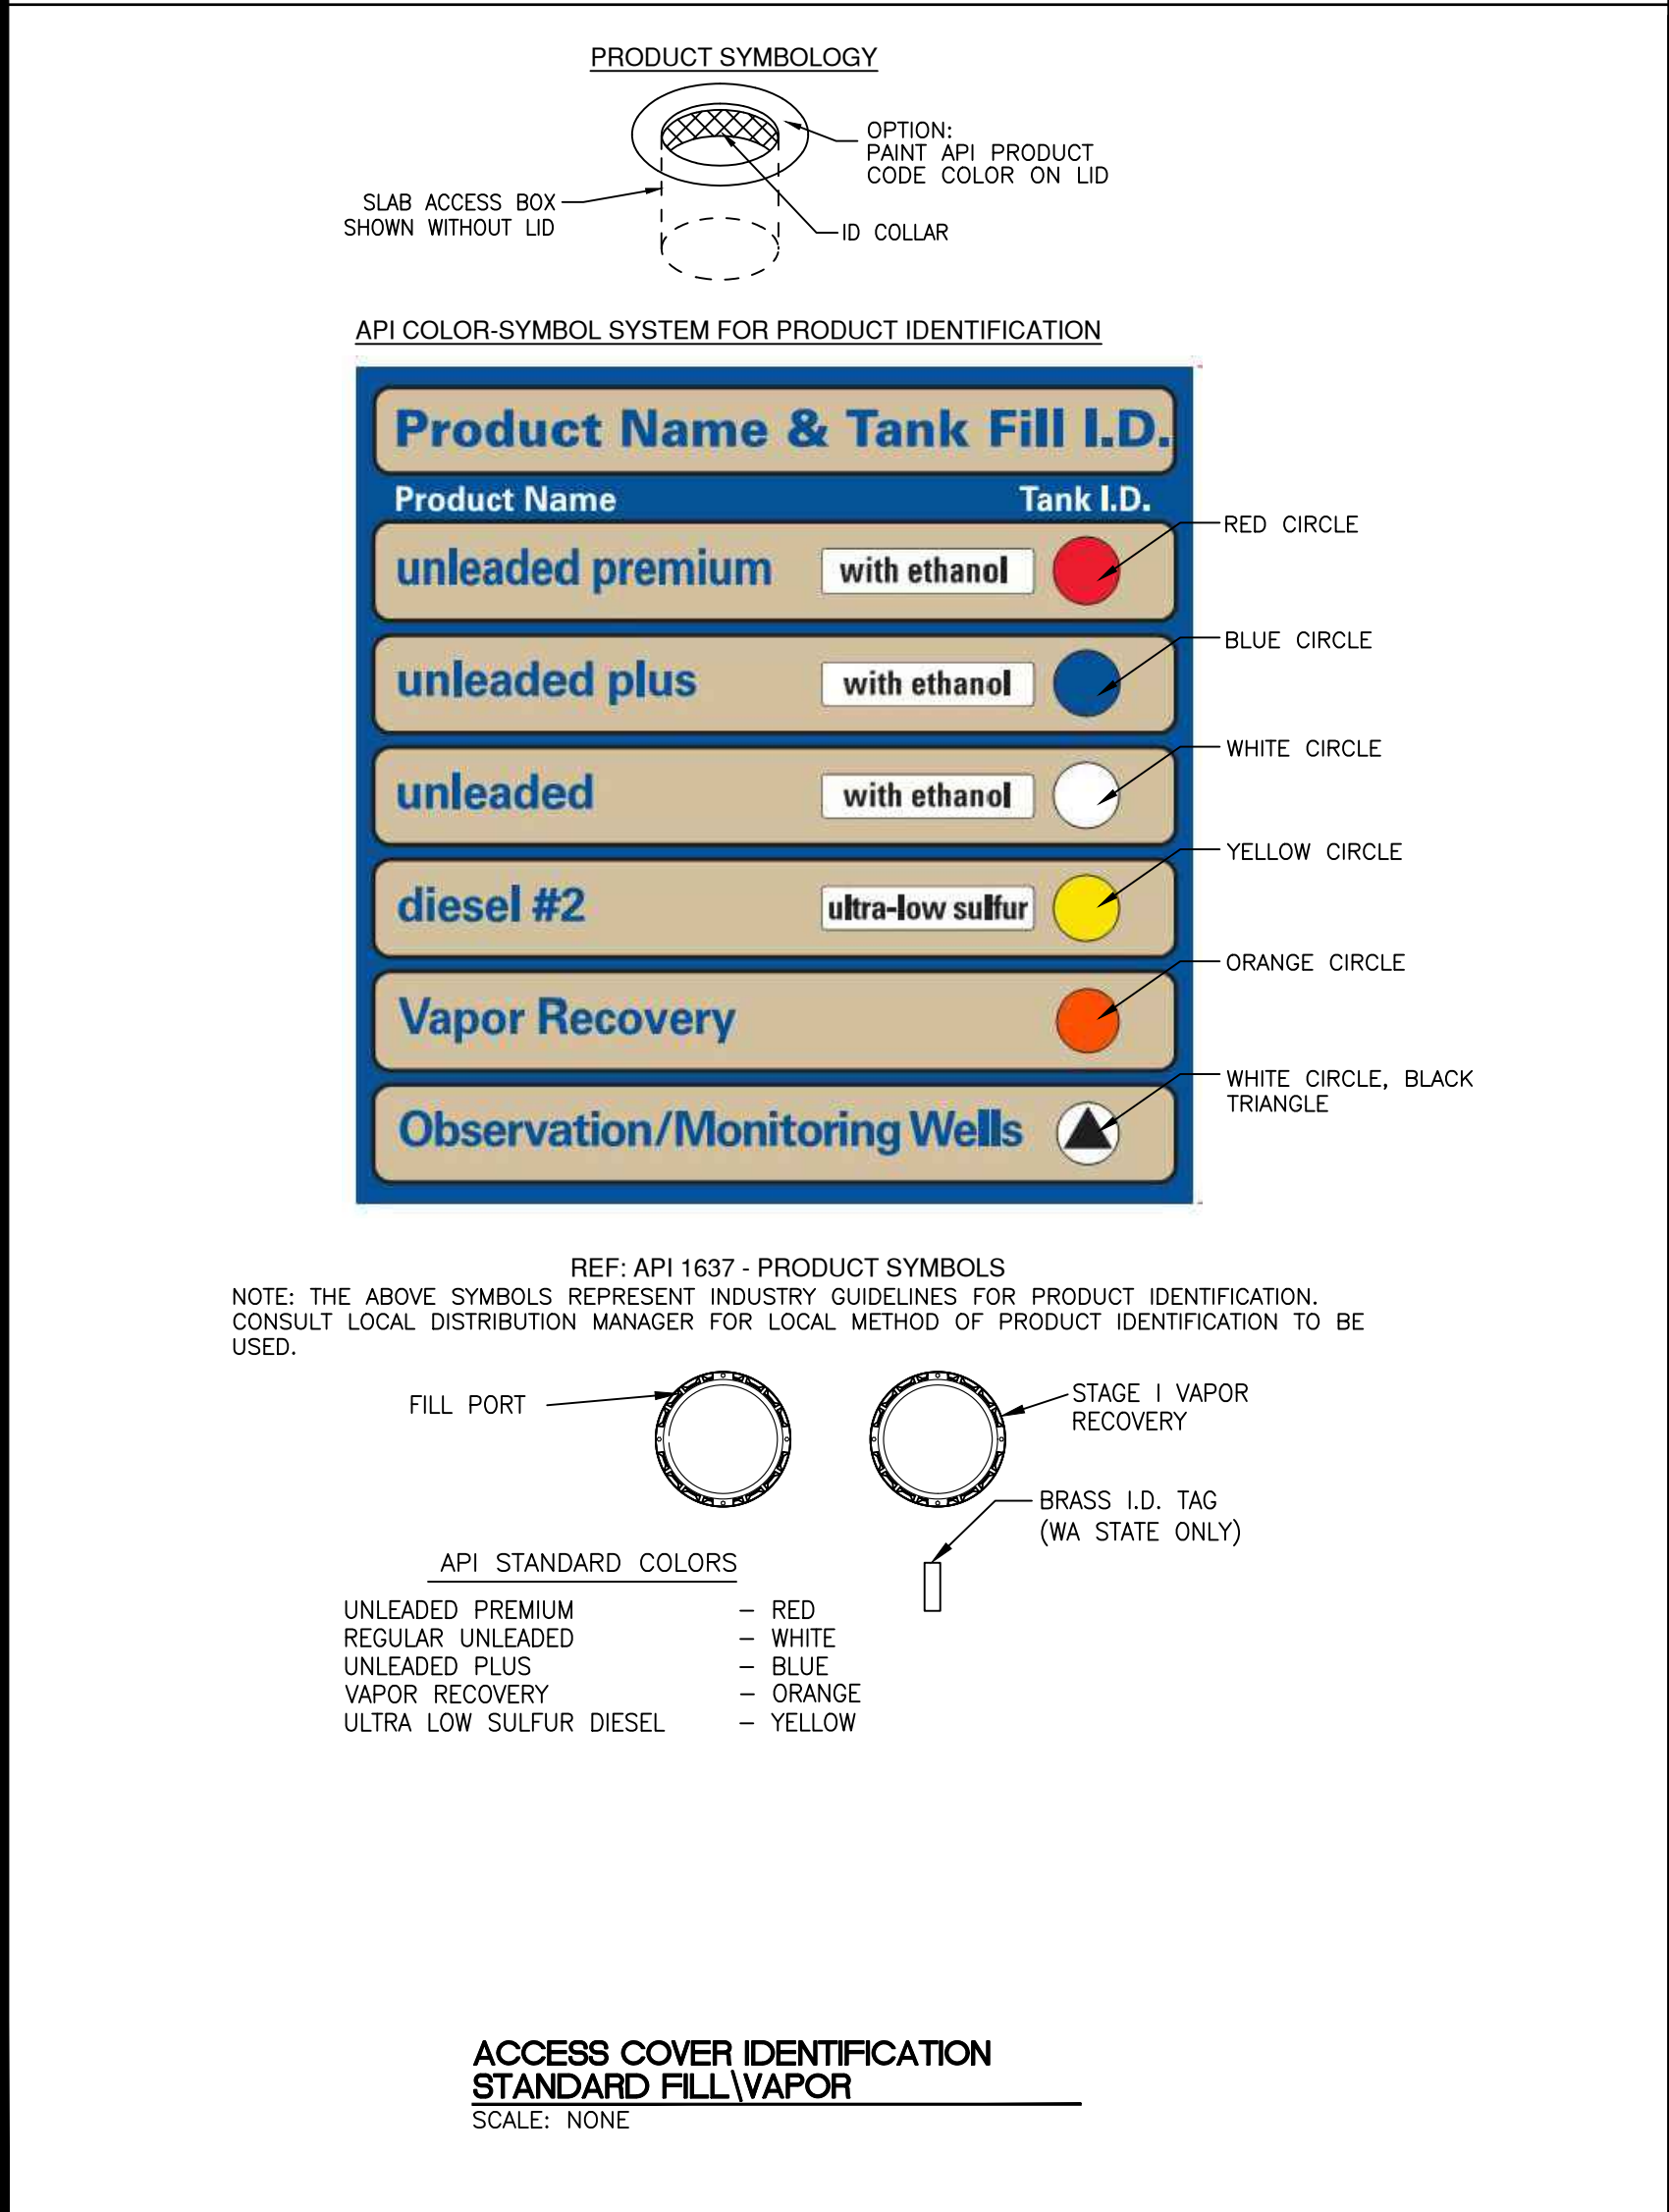 PRODUCT SYMBOLOGY
OPTION:
PAINT API PRODUCT
CODE COLOR ON LID
SLAB ACCESS BOX
SHOWN WITHOUT LID
ID COLLAR
API COLOR-SYMBOL SYSTEM FOR PRODUCT IDENTIFICATION
Product Name & Tank Fill I.D.
Product Name Tank I.D.
RED CIRCLE
unleaded premium with ethanol
BLUE CIRCLE
unleaded plus with ethanol
WHITE CIRCLE
unleaded with ethanol
YELLOW CIRCLE
diesel #2 ultra-low sulfur
ORANGE CIRCLE
Vapor Recovery
WHITE CIRCLE, BLACK
TRIANGLE
Observation/Monitoring Wells
REF: API 1637 - PRODUCT SYMBOLS
NOTE: THE ABOVE SYMBOLS REPRESENT INDUSTRY GUIDELINES FOR PRODUCT IDENTIFICATION.
CONSULT LOCAL DISTRIBUTION MANAGER FOR LOCAL METHOD OF PRODUCT IDENTIFICATION TO BE
USED.
FILL PORT
STAGE I VAPOR
RECOVERY
BRASS I.D. TAG
(WA STATE ONLY)
API STANDARD COLORS
UNLEADED PREMIUM – RED
REGULAR UNLEADED – WHITE
UNLEADED PLUS – BLUE
VAPOR RECOVERY – ORANGE
ULTRA LOW SULFUR DIESEL – YELLOW
ACCESS COVER IDENTIFICATION
STANDARD FILL\VAPOR
SCALE: NONE